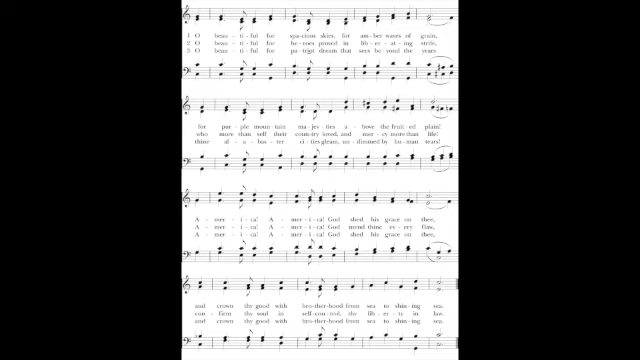 1 O beau - ti - ful for spa - cious skies, for am - ber waves of grain,
2 O beau - ti - ful for he - roes proved in lib - er - at - ing strife,
3 O beau - ti - ful for pa - triot dream that sees be - yond the years
for pur - ple moun - tain maj - es - ties a - bove the fruit - ed plain!
who more than self their coun - try loved, and mer - cy more than life!
thine al - a - bas - ter cit - ies gleam, un - dimmed by hu - man tears!
A - mer - i - ca! A - mer - i - ca! God shed his grace on thee,
A - mer - i - ca! A - mer - i - ca! God mend thine ev - ery flaw,
A - mer - i - ca! A - mer - i - ca! God shed his grace on thee,
and crown thy good with bro - ther - hood from sea to shin - ing sea.
con - firm thy soul in self - con - trol, thy lib - er - ty in law.
and crown thy good with bro - ther - hood from sea to shin - ing sea.